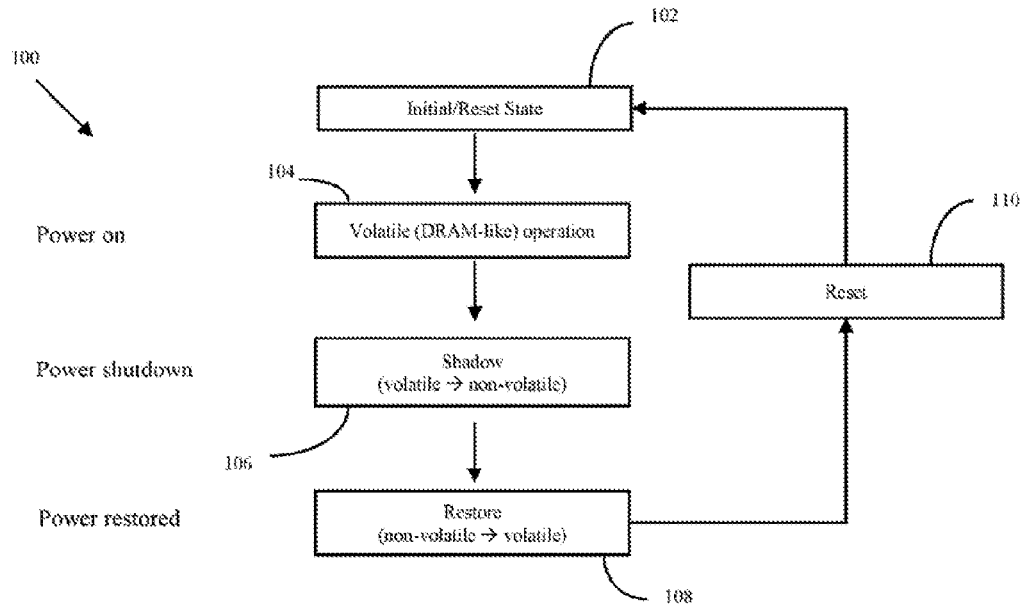 102
100
Initial/Reset State
104
110
Power on
Volatile (DRAM-like) operation
Reset
Shadow
Power shutdown
(volatile → non-volatile)
106
Restore
Power restored
(non-volatile → volatile)
108